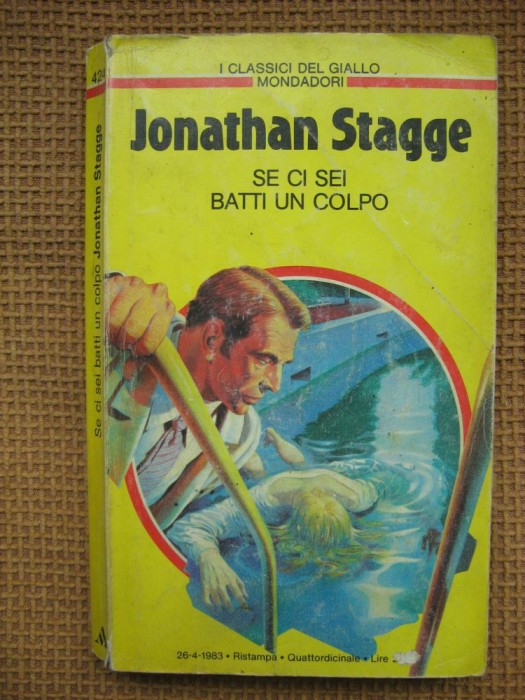 I CLASSICI DEL GIALLO
MONDADORI
Jonathan Stagge
SE CI SEI
BATTI UN COLPO
Se ci sei batti un colpo Jonathan Stagge
26-4-1983 • Ristampa • Quattordicinale • Lire